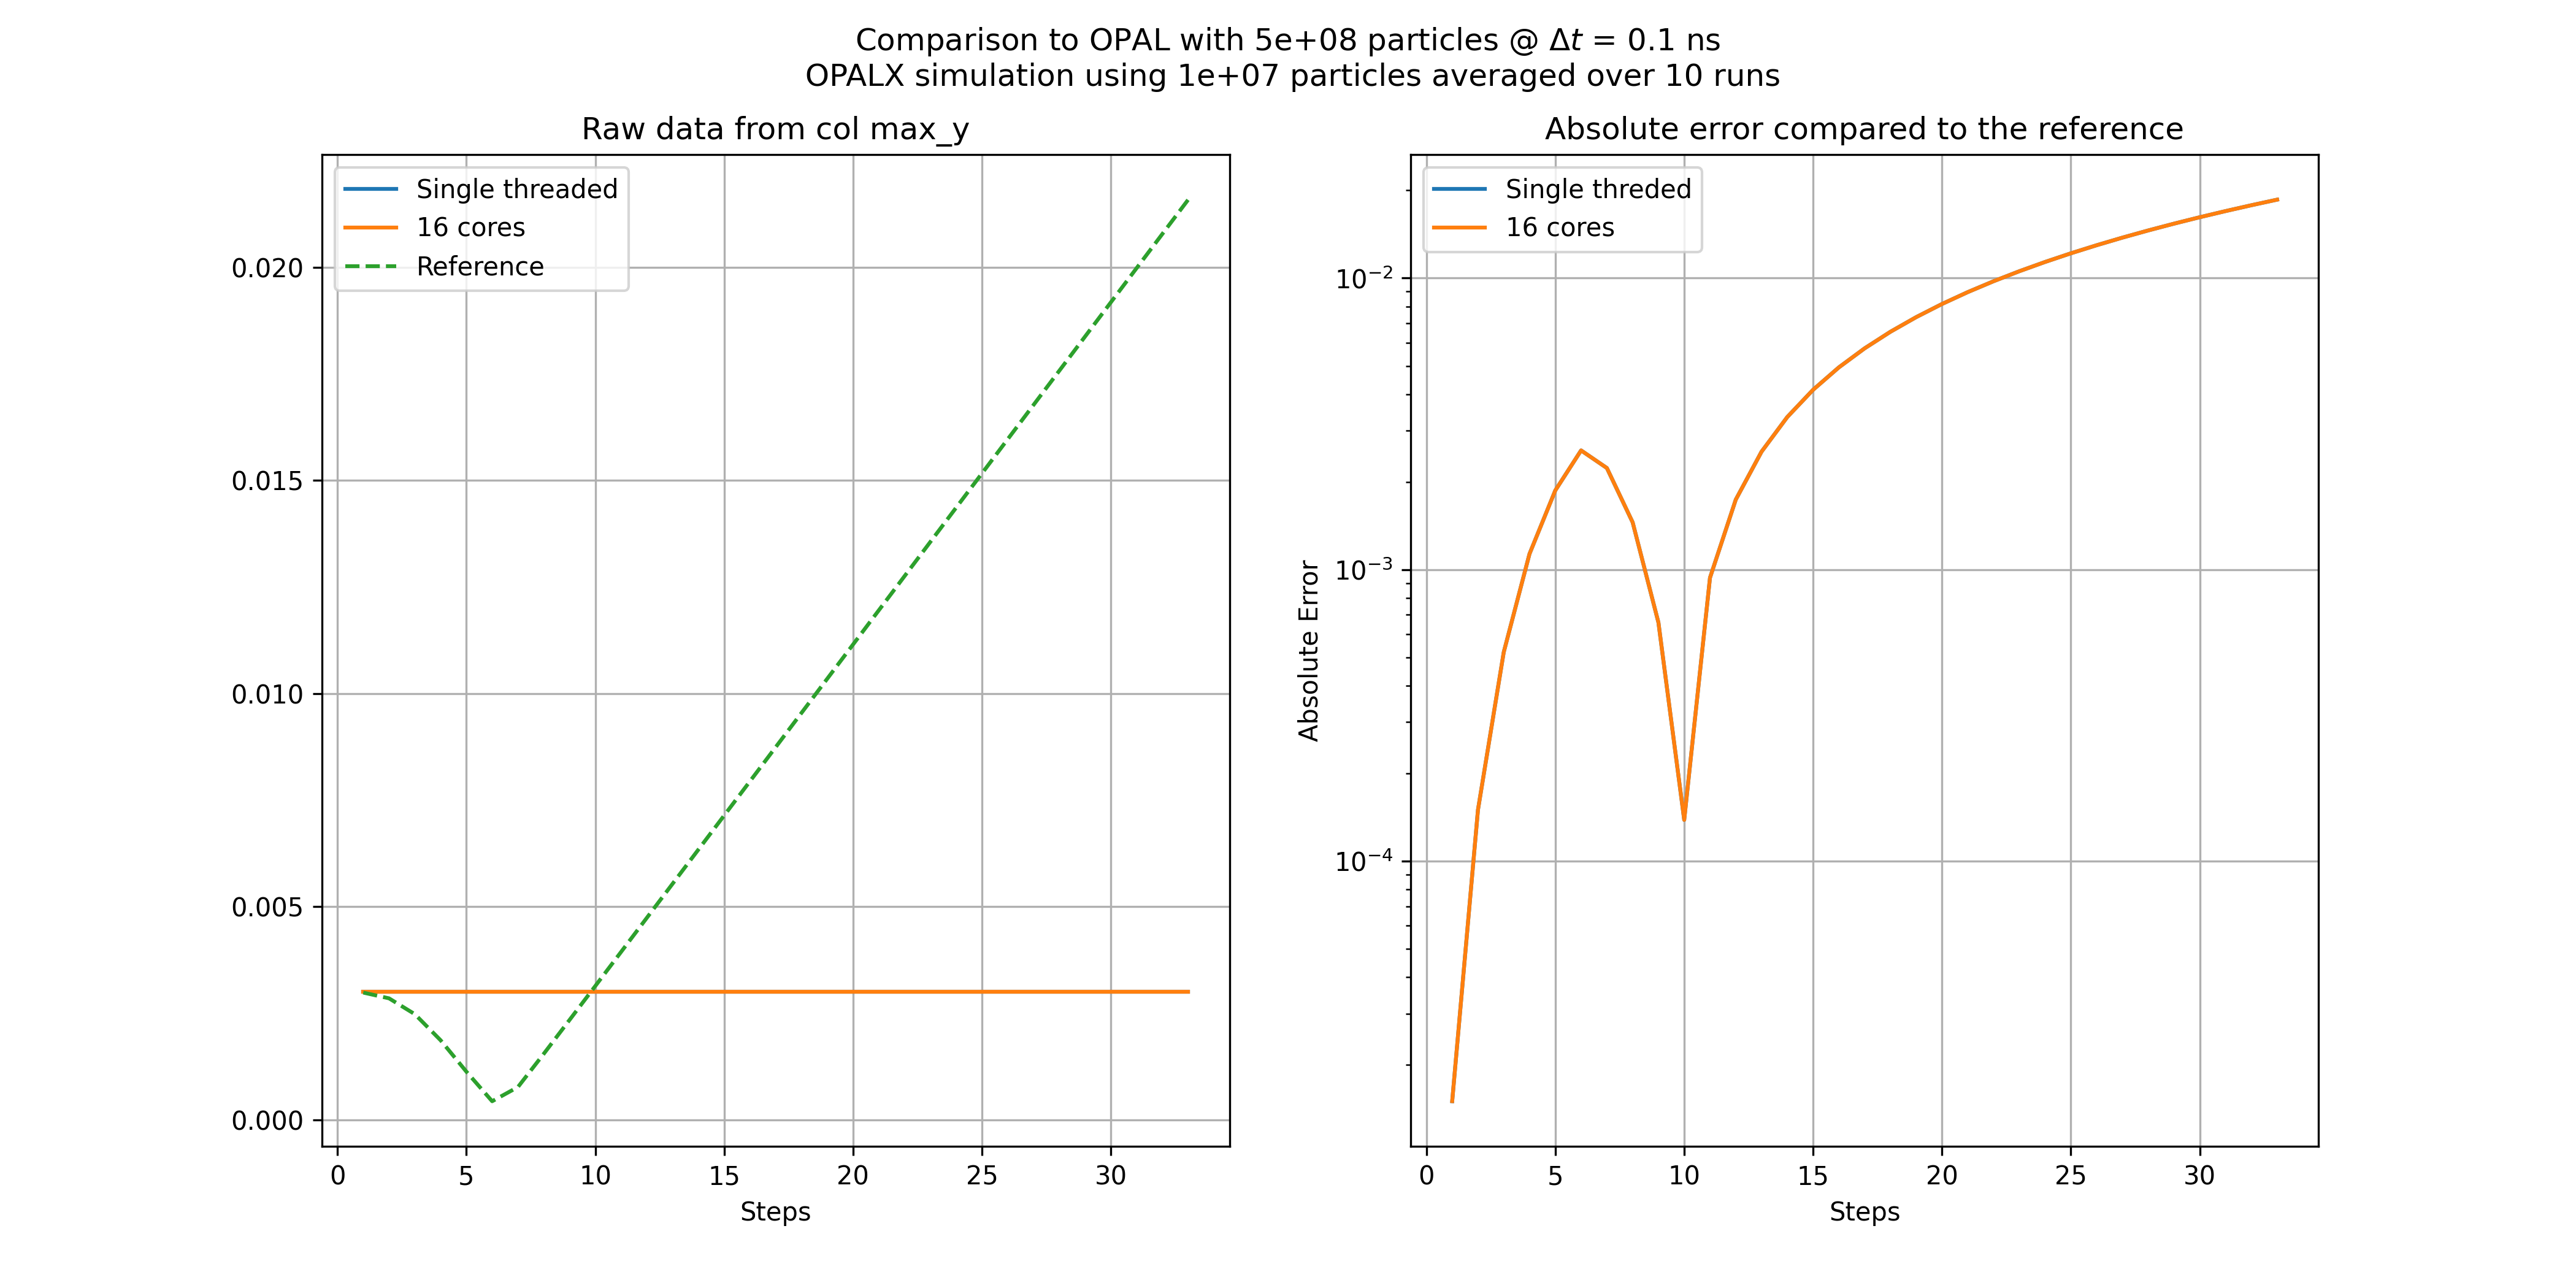 Comparison to OPAL with 5e+08 particles @ Δt = 0.1 ns
OPALX simulation using 1e+07 particles averaged over 10 runs
Raw data from col max_y
Single threaded
16 cores
Reference
0.020
0.015
0.010
0.005
0.000
0 5 10 15 20 25 30
Steps
Absolute error compared to the reference
Single threded
16 cores
Absolute Error
10⁻²
10⁻³
10⁻⁴
0 5 10 15 20 25 30
Steps